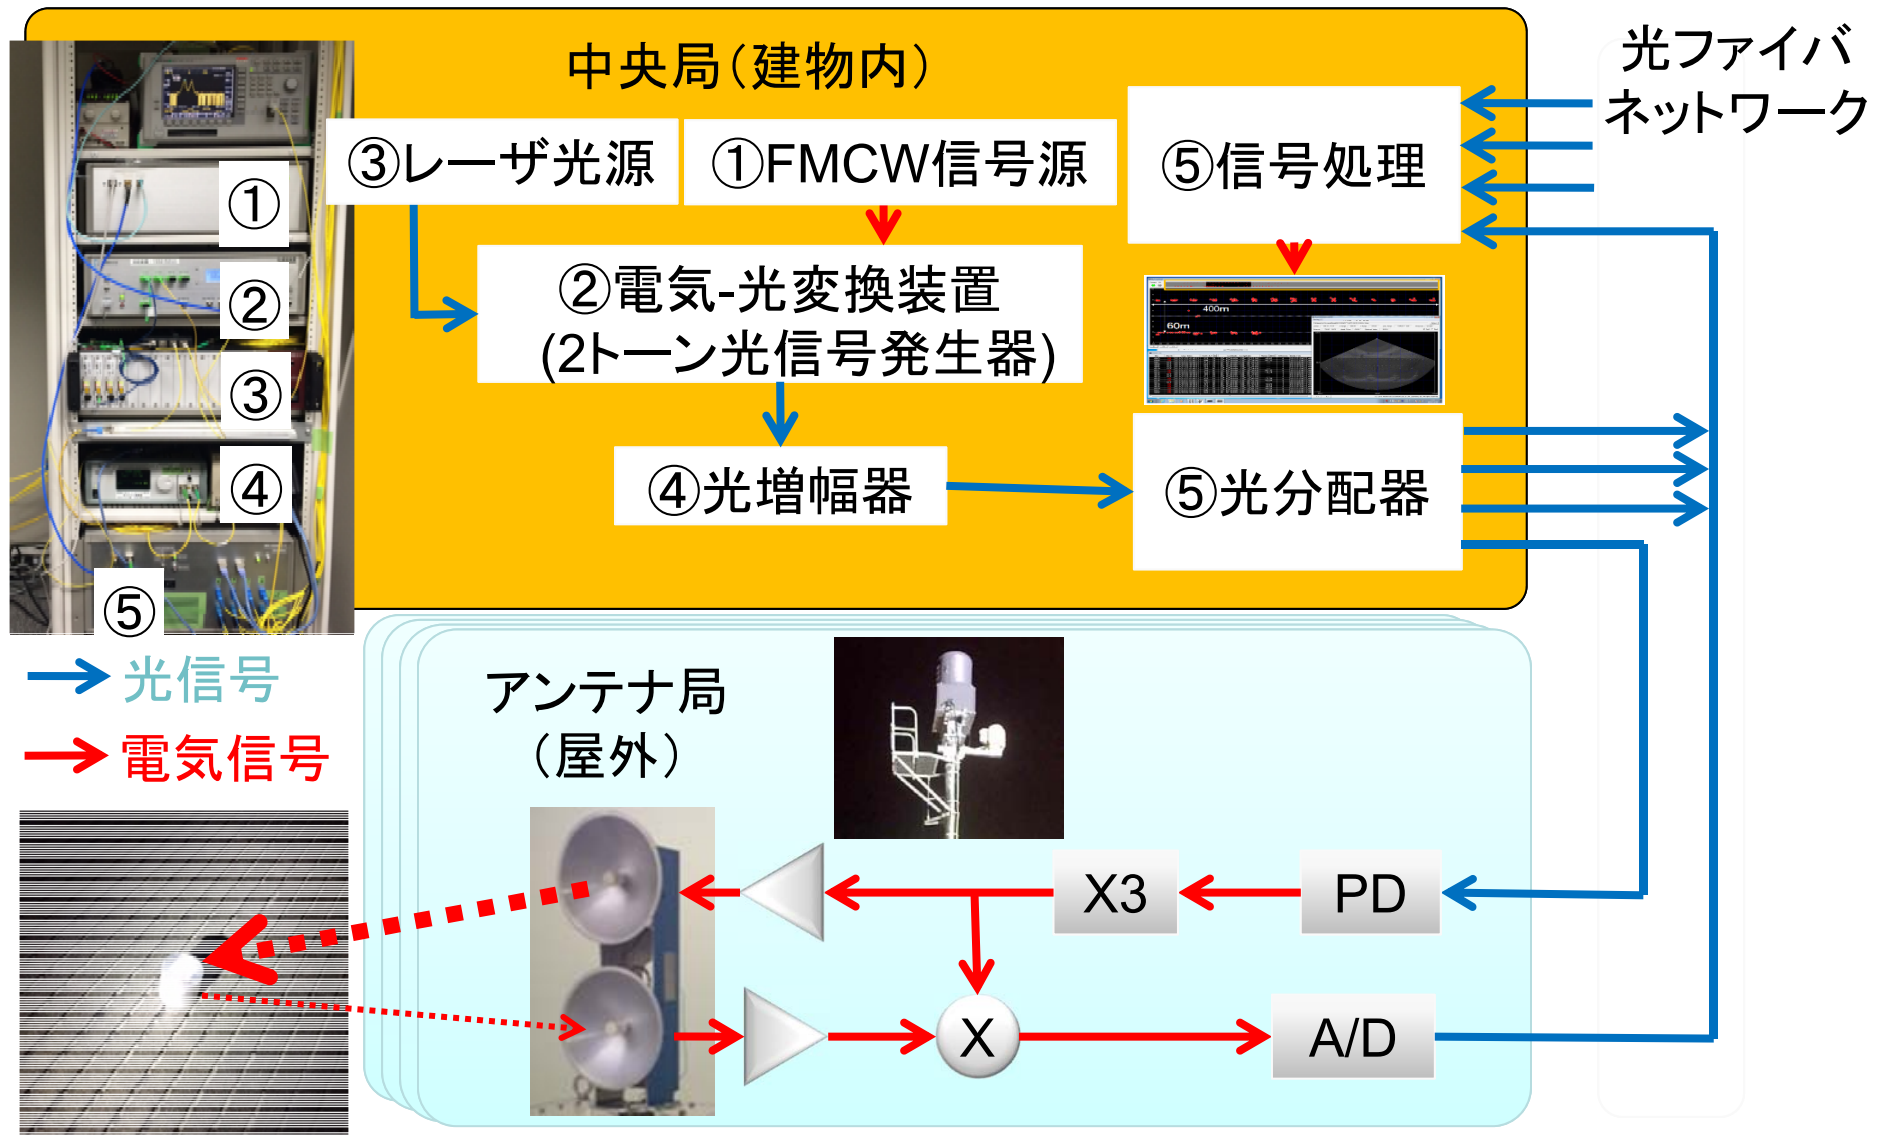 中央局（建物内）
光ファイバ
ネットワーク
③レーザ光源
①FMCW信号源
⑤信号処理
①
②
③
④
⑤
②電気-光変換装置
(2トーン光信号発生器)
400m
60m
④光増幅器
⑤光分配器
光信号
電気信号
アンテナ局
（屋外）
X3
PD
X
A/D